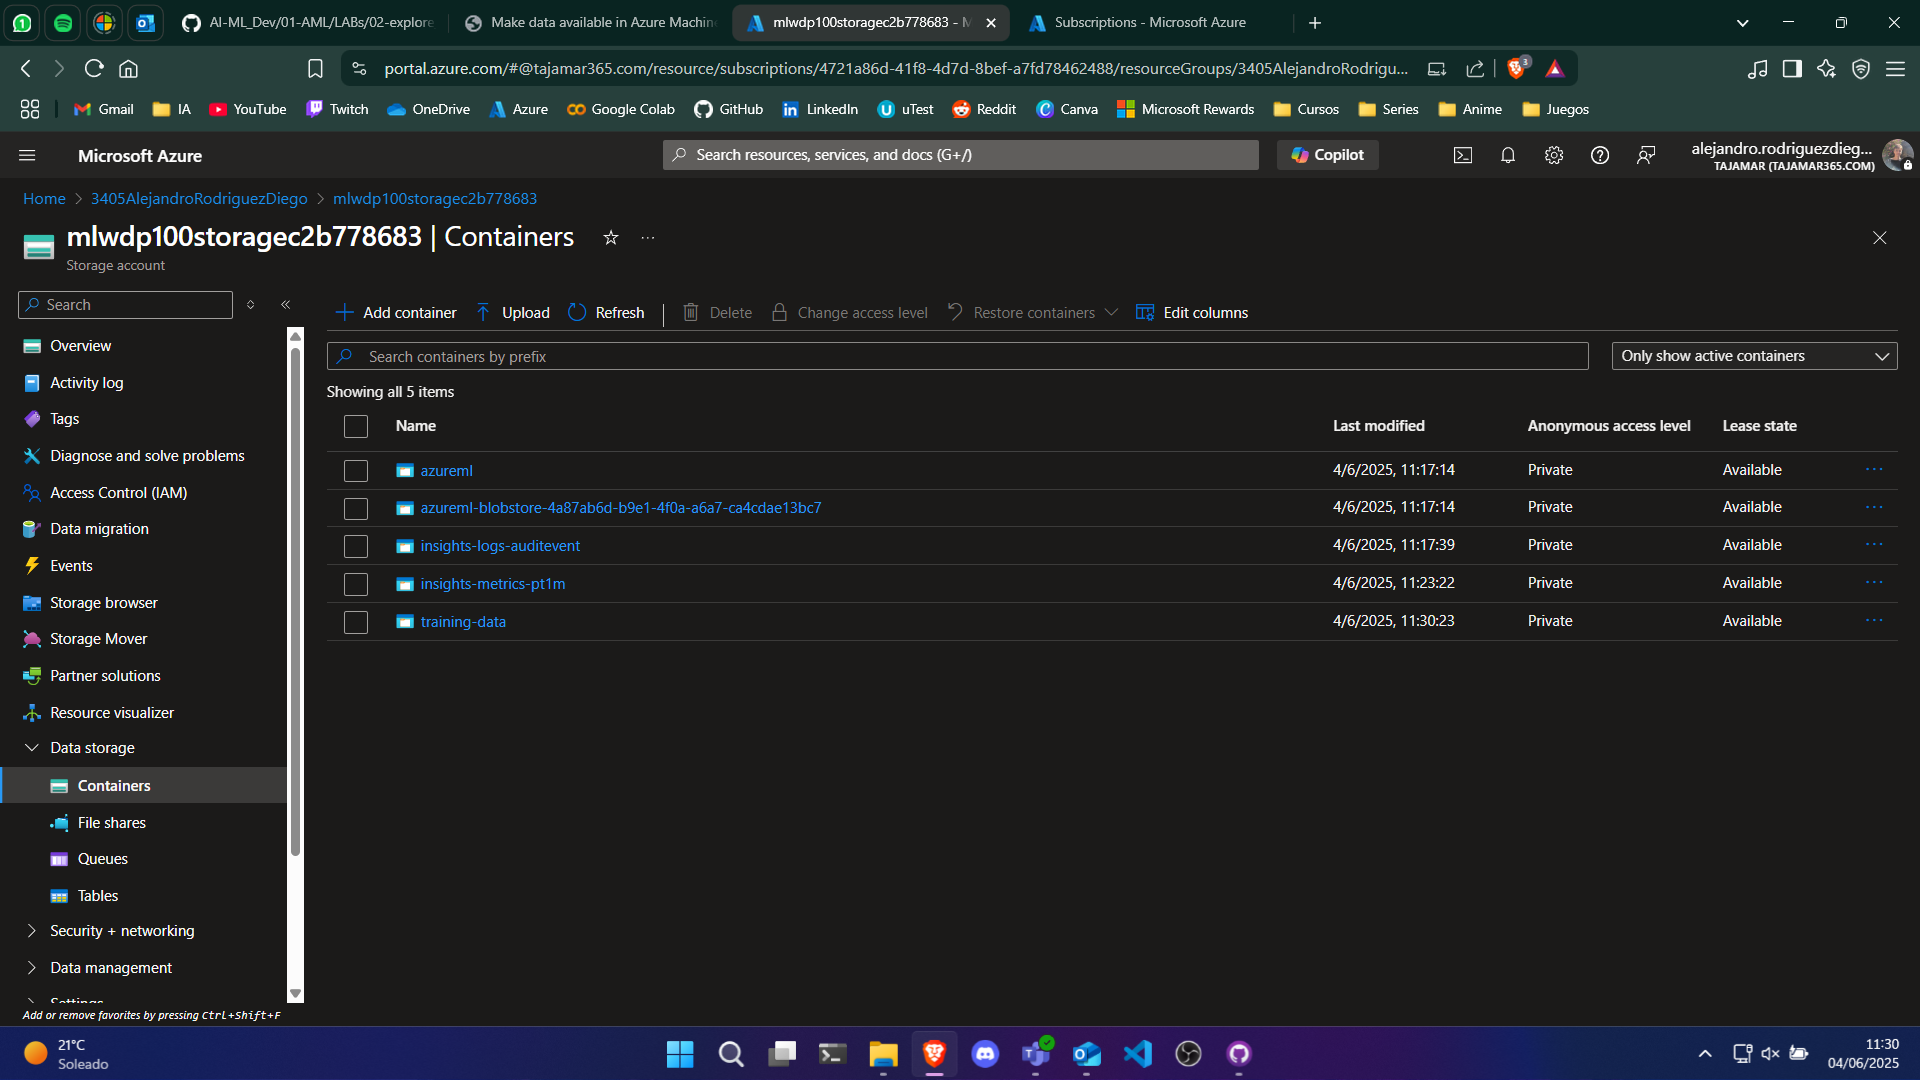 AI-ML_Dev/01-AML/LABs/02-explore
Make data available in Azure Machin
mlwdp100storagec2b778683 - M
Subscriptions - Microsoft Azure
portal.azure.com/#@tajamar365.com/resource/subscriptions/4721a86d-41f8-4d7d-8bef-a7fd78462488/resourceGroups/3405AlejandroRodrigu...
3
Gmail
IA
YouTube
Twitch
OneDrive
Azure
Google Colab
GitHub
LinkedIn
uTest
Reddit
Canva
Microsoft Rewards
Cursos
Series
Anime
Juegos
Microsoft Azure
Search resources, services, and docs (G+/)
Copilot
alejandro.rodriguezdieg...
TAJAMAR (TAJAMAR365.COM)
Home > 3405AlejandroRodriguezDiego > mlwdp100storagec2b778683
mlwdp100storagec2b778683 | Containers
Storage account
Search
Add container
Upload
Refresh
Delete
Change access level
Restore containers
Edit columns
Search containers by prefix
Only show active containers
Showing all 5 items
Name Last modified Anonymous access level Lease state
azureml 4/6/2025, 11:17:14 Private Available
azureml-blobstore-4a87ab6d-b9e1-4f0a-a6a7-ca4cdae13bc7 4/6/2025, 11:17:14 Private Available
insights-logs-auditevent 4/6/2025, 11:17:39 Private Available
insights-metrics-pt1m 4/6/2025, 11:23:22 Private Available
training-data 4/6/2025, 11:30:23 Private Available
Overview
Activity log
Tags
Diagnose and solve problems
Access Control (IAM)
Data migration
Events
Storage browser
Storage Mover
Partner solutions
Resource visualizer
Data storage
Containers
File shares
Queues
Tables
Security + networking
Data management
Settings
Add or remove favorites by pressing Ctrl+Shift+F
21°C
Soleado
11:30
04/06/2025